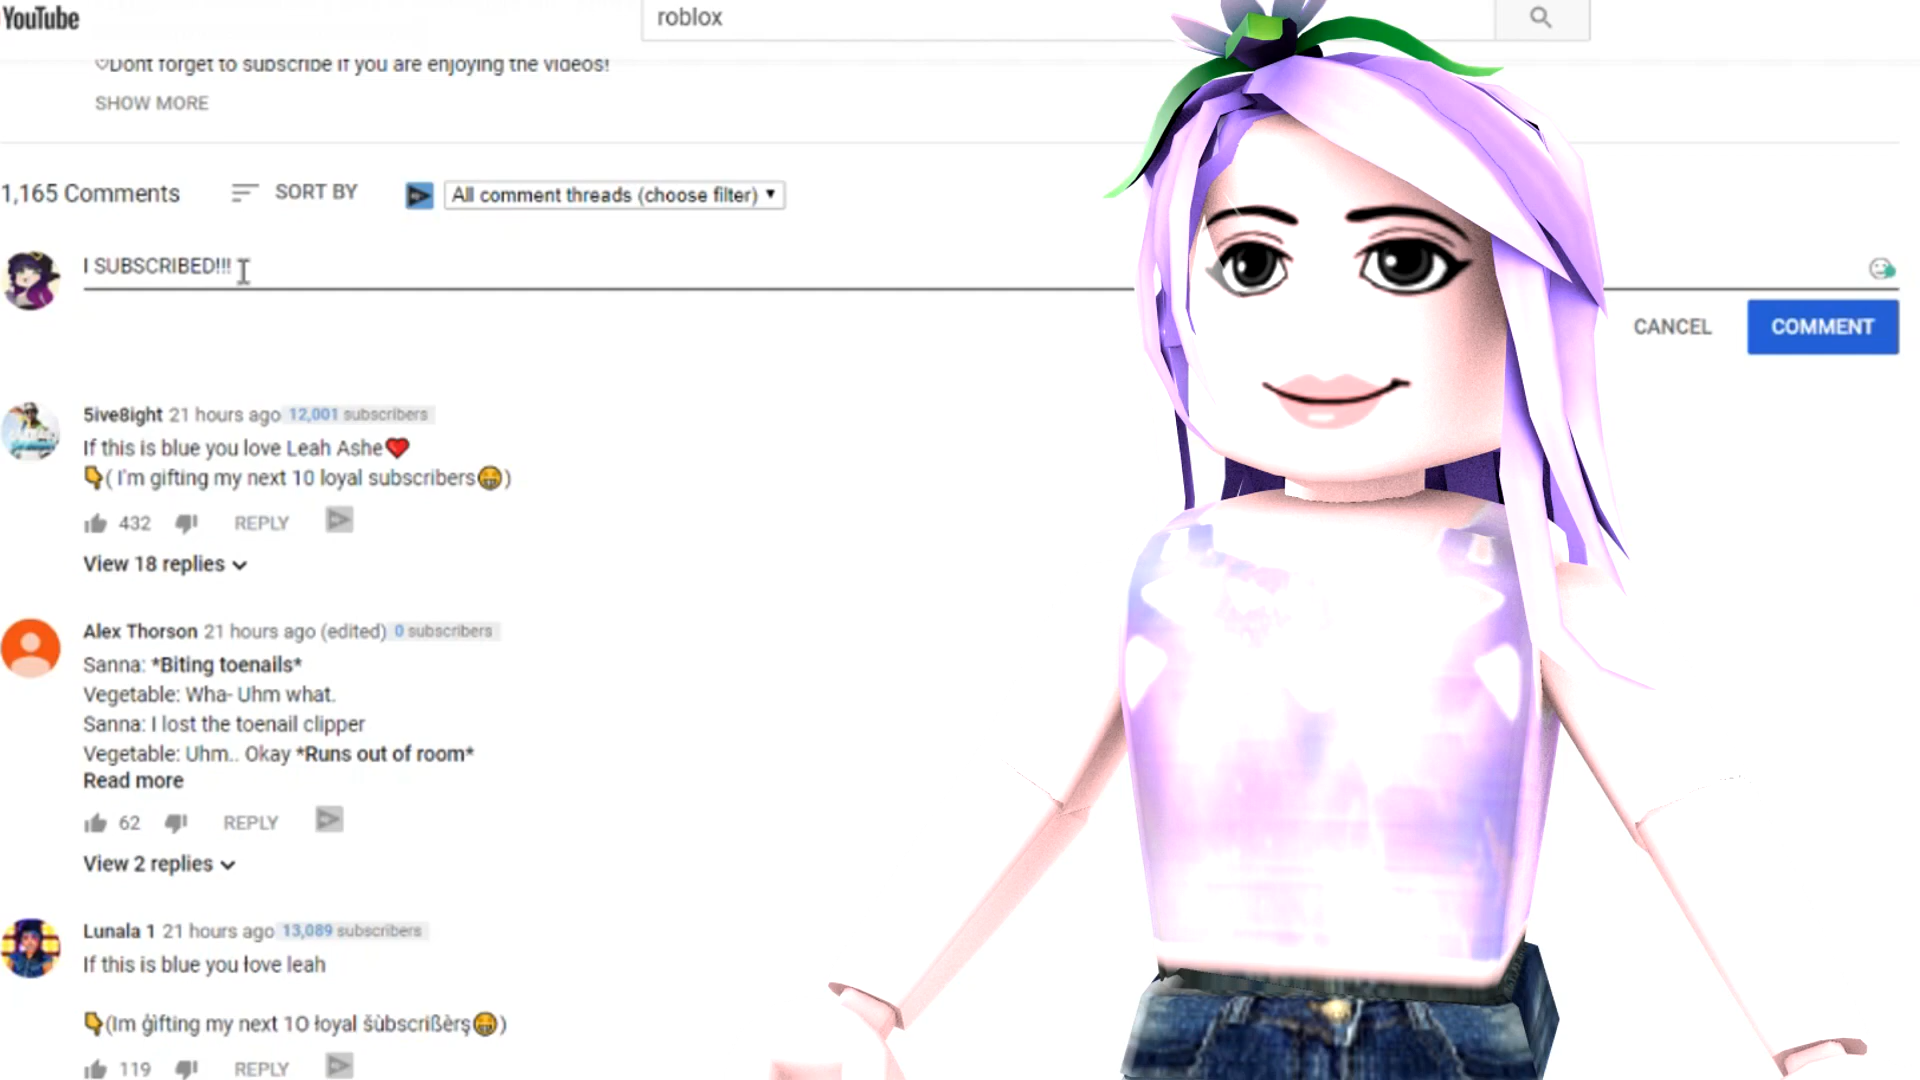 YouTube
roblox
♡Dont forget to subscribe if you are enjoying the videos!
SHOW MORE
1,165 Comments
SORT BY
All comment threads (choose filter) ▼
I SUBSCRIBED!!!
CANCEL
COMMENT
5ive8ight 21 hours ago 12,001 subscribers
If this is blue you love Leah Ashe❤️
👇( I'm gifting my next 10 loyal subscribers😁)
432
REPLY
View 18 replies
Alex Thorson 21 hours ago (edited) 0 subscribers
Sanna: *Biting toenails*
Vegetable: Wha- Uhm what.
Sanna: I lost the toenail clipper
Vegetable: Uhm.. Okay *Runs out of room*
Read more
62
REPLY
View 2 replies
Lunala 1 21 hours ago 13,089 subscribers
If this is blue you łove leah
👇(Im ģìfting my next 1O łoyal šùbscrißèrş😁)
119
REPLY